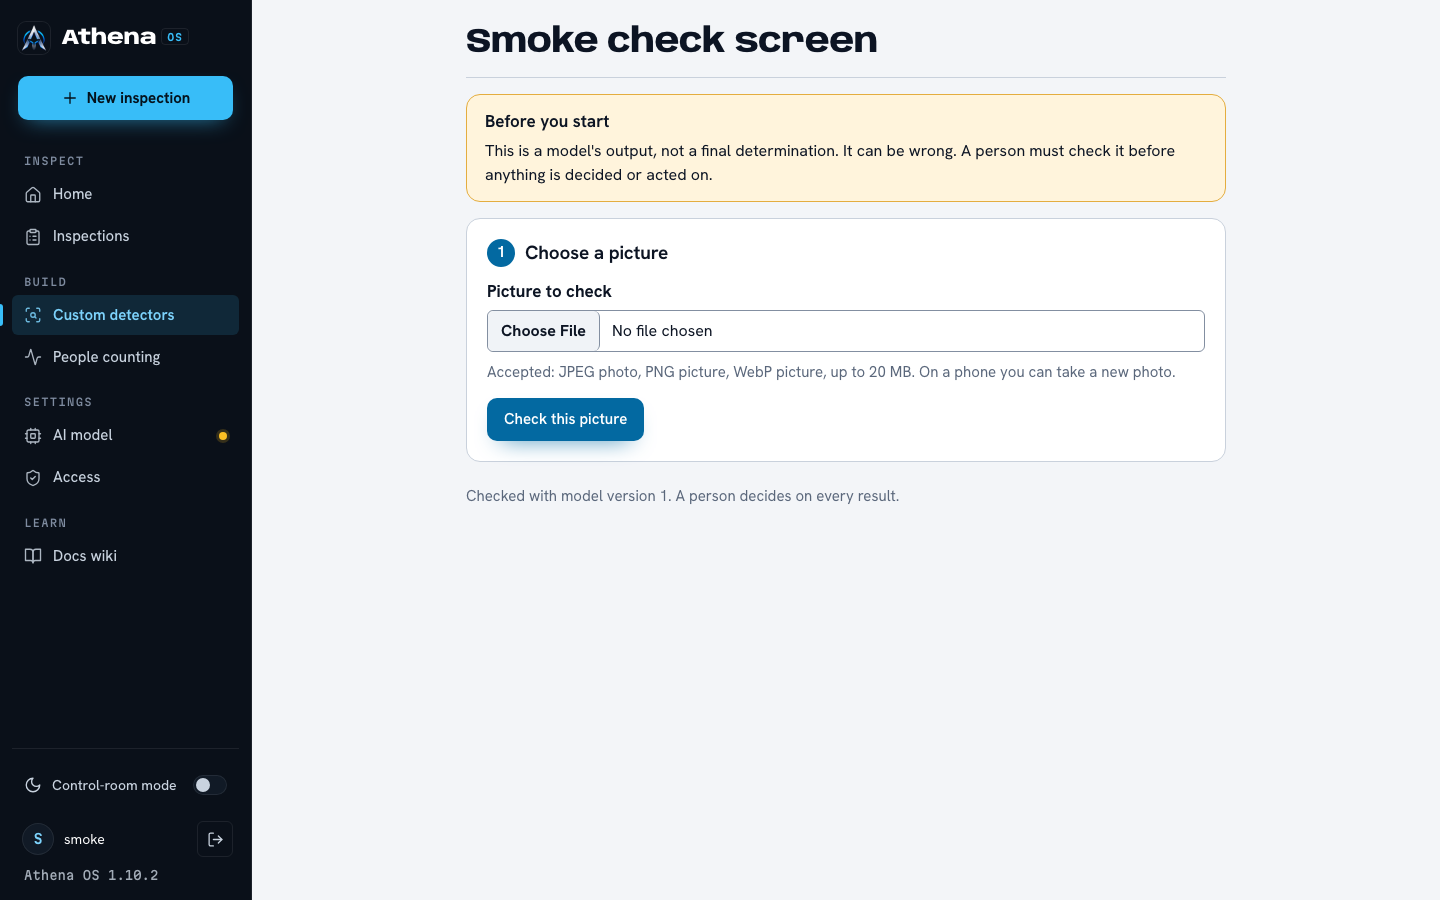 Athena OS
New inspection
INSPECT
Home
Inspections
BUILD
Custom detectors
People counting
SETTINGS
AI model
Access
LEARN
Docs wiki
Control-room mode
S smoke
Athena OS 1.10.2
Smoke check screen
Before you start
This is a model's output, not a final determination. It can be wrong. A person must check it before
anything is decided or acted on.
1 Choose a picture
Picture to check
Choose File No file chosen
Accepted: JPEG photo, PNG picture, WebP picture, up to 20 MB. On a phone you can take a new photo.
Check this picture
Checked with model version 1. A person decides on every result.